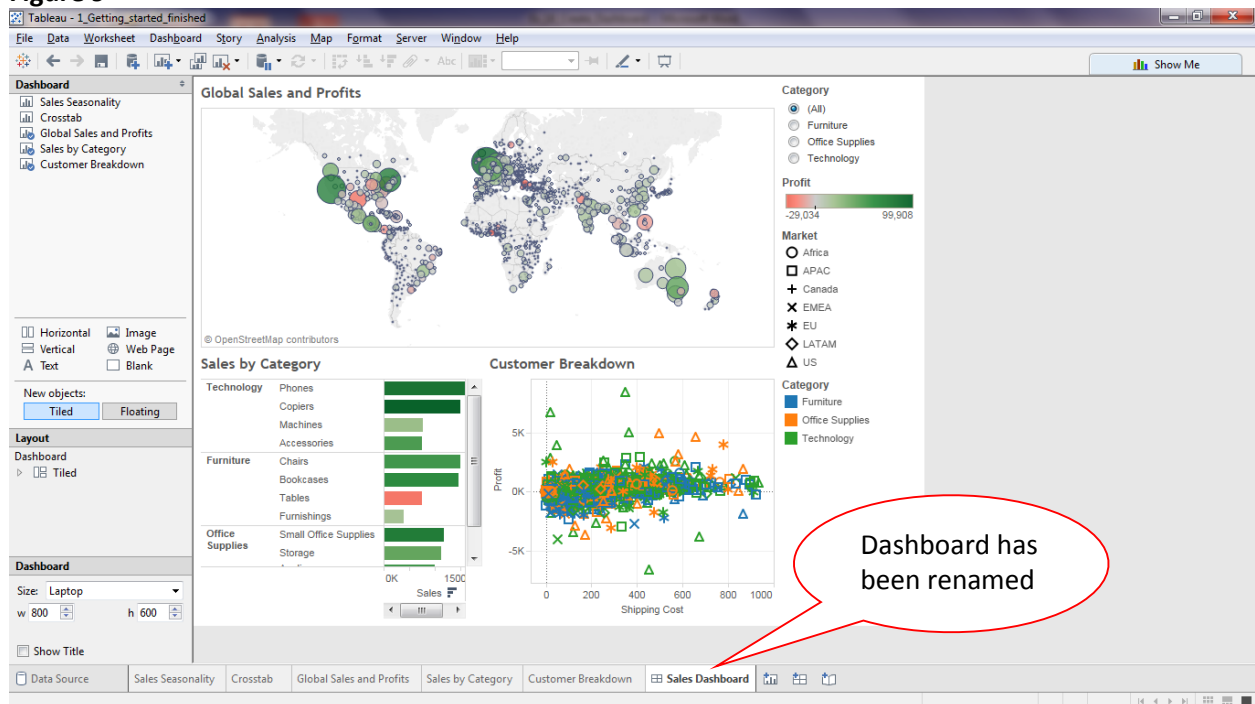 Tableau - 1_Getting_started_finished
File Data Worksheet Dashboard Story Analysis Map Format Server Window Help
Abc
Show Me
Dashboard
Sales Seasonality
Crosstab
Global Sales and Profits
Sales by Category
Customer Breakdown
Horizontal Image
Vertical Web Page
A Text Blank
New objects:
Tiled Floating
Layout
Dashboard
Tiled
Dashboard
Size: Laptop
w 800 h 600
Show Title
Global Sales and Profits
© OpenStreetMap contributors
Category
(All)
Furniture
Office Supplies
Technology
Profit
-29,034 99,908
Market
Africa
APAC
Canada
EMEA
EU
LATAM
US
Category
Furniture
Office Supplies
Technology
Sales by Category
Technology Phones
Copiers
Machines
Accessories
Furniture Chairs
Bookcases
Tables
Furnishings
Office Supplies Small Office Supplies
Storage
0K 1500
Sales
Customer Breakdown
5K
0K
-5K
Profit
0 200 400 600 800 1000
Shipping Cost
Dashboard has
been renamed
Data Source Sales Seasonality Crosstab Global Sales and Profits Sales by Category Customer Breakdown Sales Dashboard